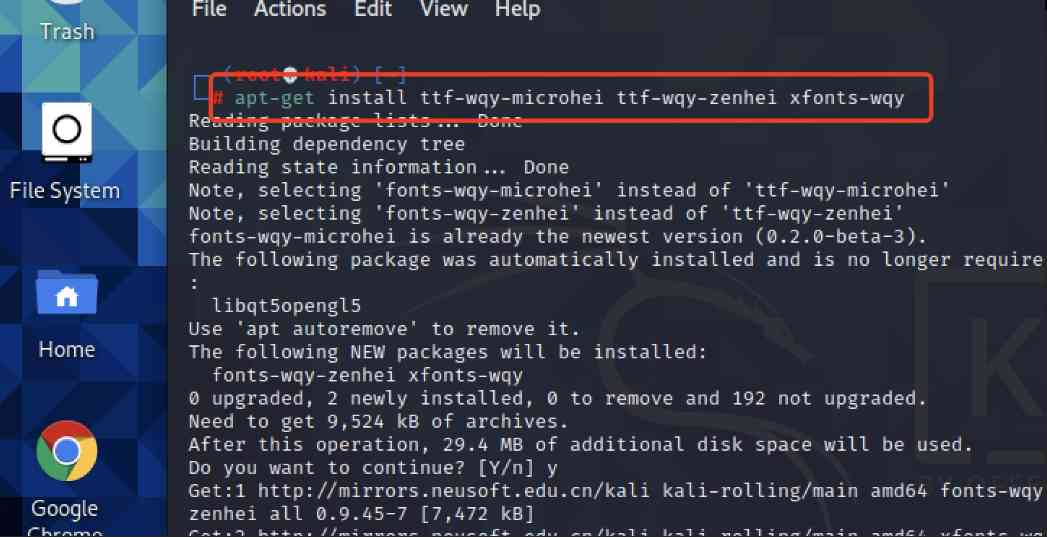 File Actions Edit View Help
Trash
(root kali) [~]
# apt-get install ttf-wqy-microhei ttf-wqy-zenhei xfonts-wqy
Reading package lists... Done
Building dependency tree
Reading state information... Done
Note, selecting 'fonts-wqy-microhei' instead of 'ttf-wqy-microhei'
Note, selecting 'fonts-wqy-zenhei' instead of 'ttf-wqy-zenhei'
fonts-wqy-microhei is already the newest version (0.2.0-beta-3).
The following package was automatically installed and is no longer require
:
libqt5opengl5
Use 'apt autoremove' to remove it.
The following NEW packages will be installed:
fonts-wqy-zenhei xfonts-wqy
0 upgraded, 2 newly installed, 0 to remove and 192 not upgraded.
Need to get 9,524 kB of archives.
After this operation, 29.4 MB of additional disk space will be used.
Do you want to continue? [Y/n] y
Get:1 http://mirrors.neusoft.edu.cn/kali kali-rolling/main amd64 fonts-wqy
zenhei all 0.9.45-7 [7,472 kB]
Get:2 http://mirrors.neusoft.edu.cn/kali kali-rolling/main amd64 xfonts-wq
File System
Home
Google
Chrome